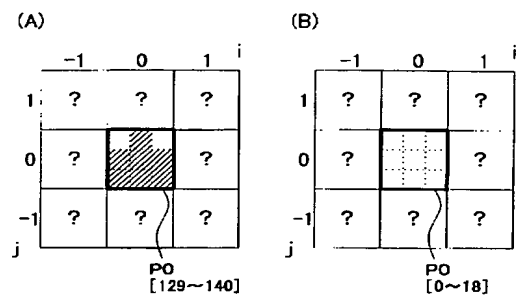 (A)
-1 0 1 i
1 ? ? ?
0 ? ?
-1 ? ? ?
j
P0
[129~140]
(B)
-1 0 1 i
1 ? ? ?
0 ? ?
-1 ? ? ?
j
P0
[0~18]